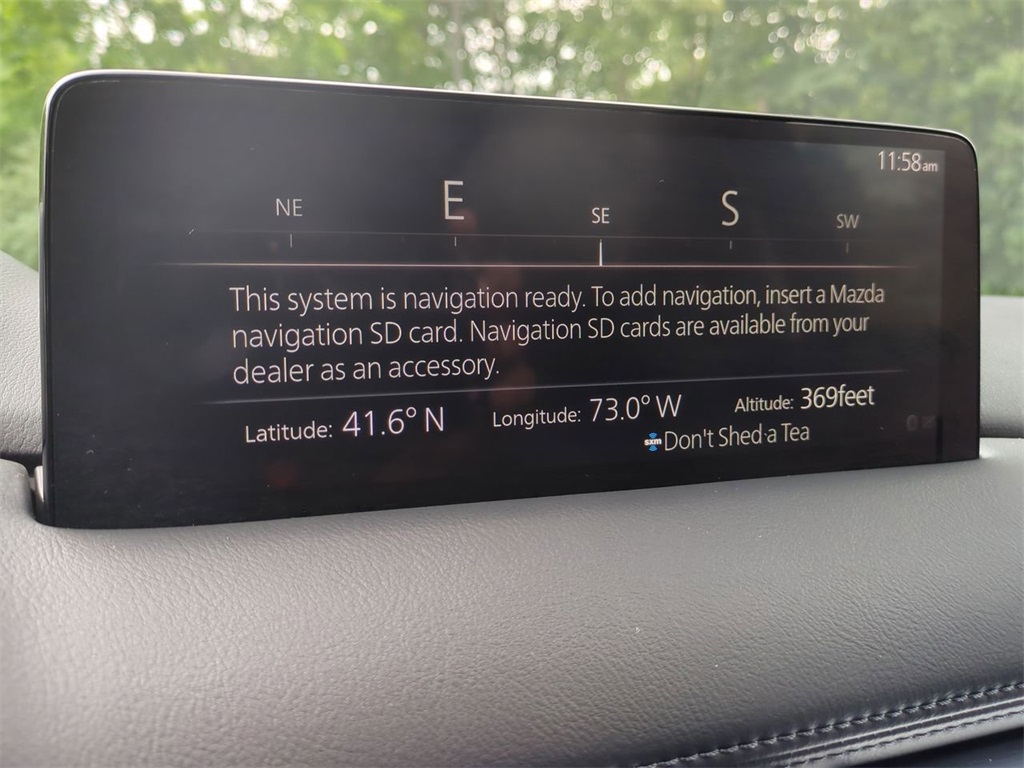 11:58am
NE E SE S SW
This system is navigation ready. To add navigation, insert a Mazda
navigation SD card. Navigation SD cards are available from your
dealer as an accessory.
Latitude: 41.6° N Longitude: 73.0° W Altitude: 369feet
sxm Don't Shed a Tea